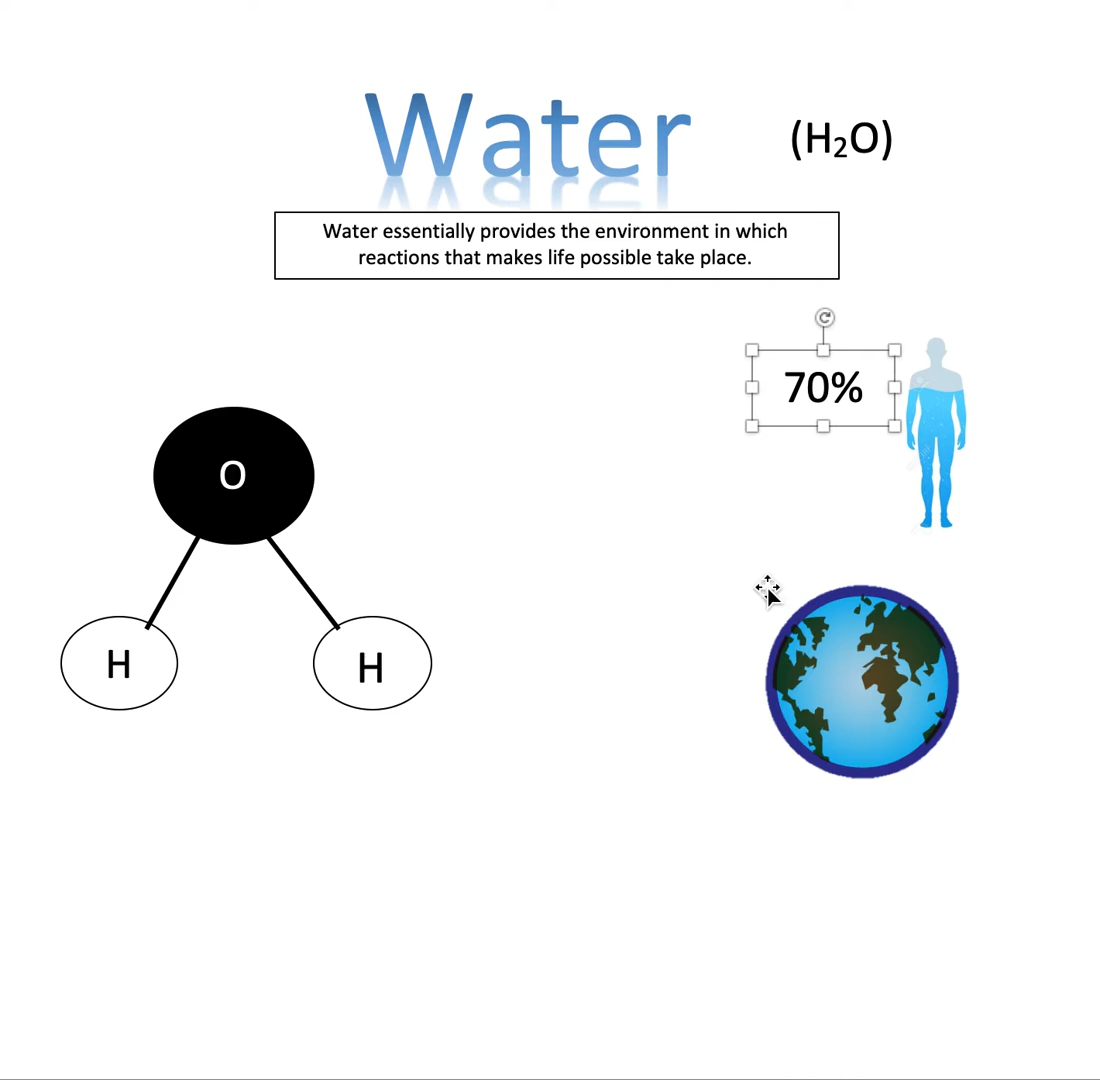 Water
(H₂O)
Water essentially provides the environment in which
reactions that makes life possible take place.
70%
O
H
H